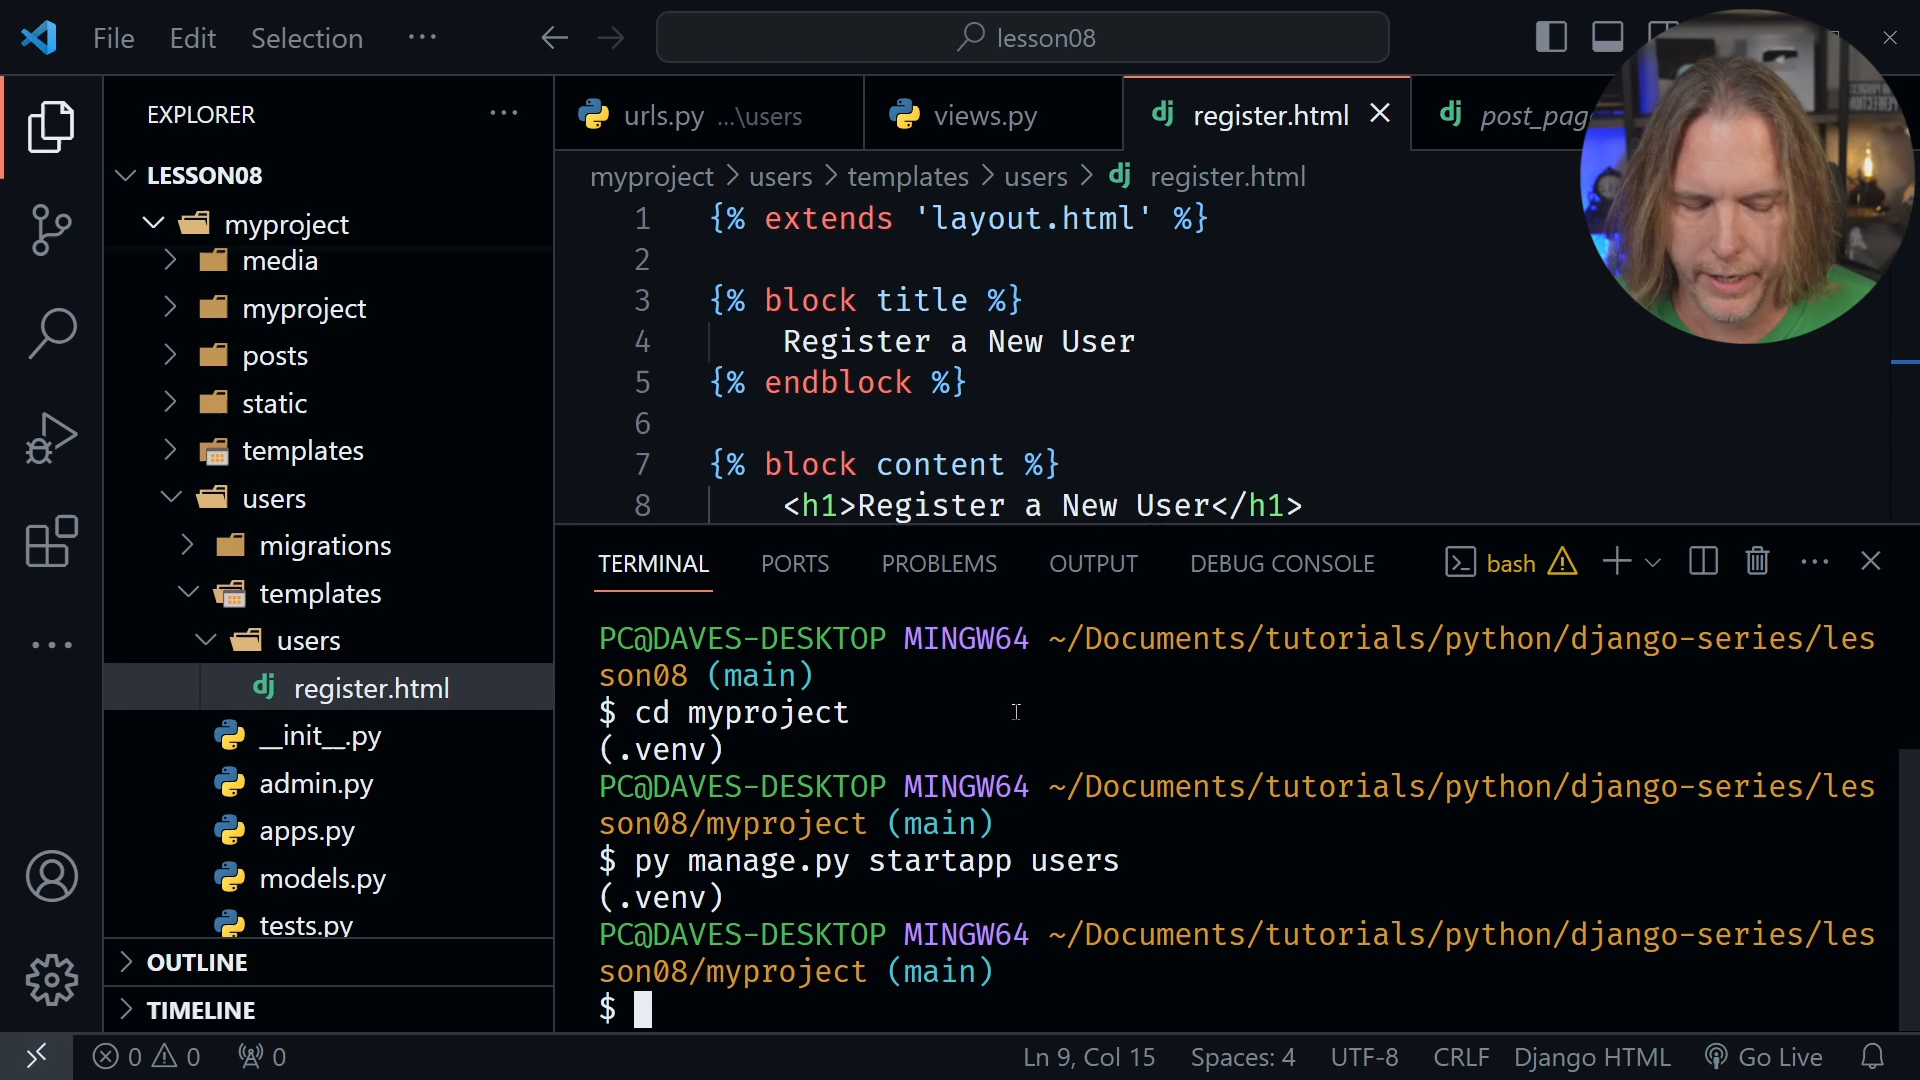 File Edit Selection ··· lesson08
EXPLORER ···
LESSON08
myproject
media
myproject
posts
static
templates
users
migrations
templates
users
register.html
__init__.py
admin.py
apps.py
models.py
tests.py
OUTLINE
TIMELINE
urls.py ...\users views.py register.html
myproject > users > templates > users > register.html
1 {% extends 'layout.html' %}
2
3 {% block title %}
4 Register a New User
5 {% endblock %}
6
7 {% block content %}
8 <h1>Register a New User</h1>
TERMINAL PORTS PROBLEMS OUTPUT DEBUG CONSOLE bash
PC@DAVES-DESKTOP MINGW64 ~/Documents/tutorials/python/django-series/les
son08 (main)
$ cd myproject
(.venv)
PC@DAVES-DESKTOP MINGW64 ~/Documents/tutorials/python/django-series/les
son08/myproject (main)
$ py manage.py startapp users
(.venv)
PC@DAVES-DESKTOP MINGW64 ~/Documents/tutorials/python/django-series/les
son08/myproject (main)
$
0 0 0 Ln 9, Col 15 Spaces: 4 UTF-8 CRLF Django HTML Go Live